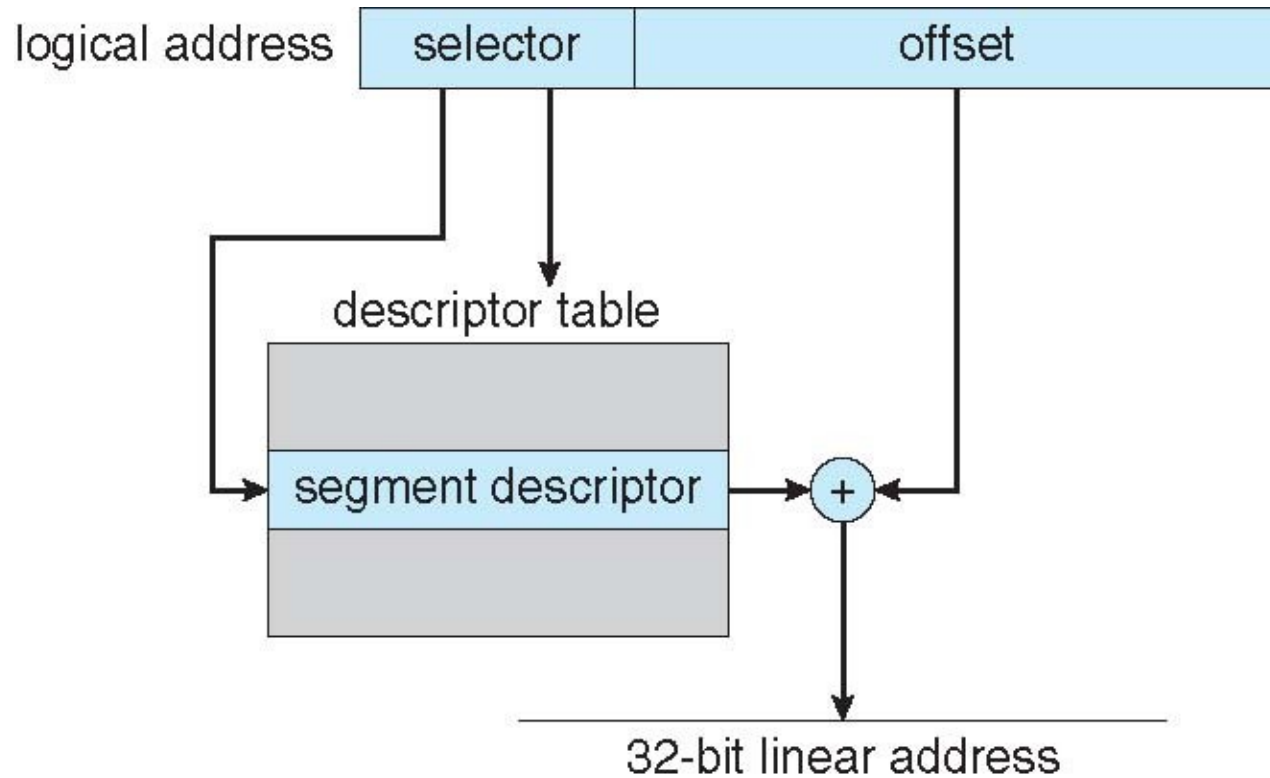 logical address selector offset
descriptor table
segment descriptor +
32-bit linear address